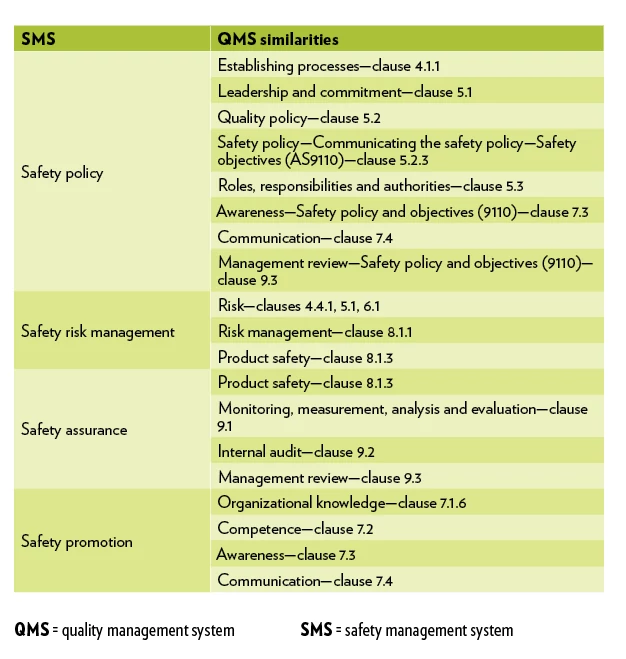 SMS QMS similarities
Safety policy
Establishing processes—clause 4.1.1
Leadership and commitment—clause 5.1
Quality policy—clause 5.2
Safety policy—Communicating the safety policy—Safety
objectives (AS9110)—clause 5.2.3
Roles, responsibilities and authorities—clause 5.3
Awareness—Safety policy and objectives (9110)—clause 7.3
Communication—clause 7.4
Management review—Safety policy and objectives (9110)—
clause 9.3
Safety risk management
Risk—clauses 4.4.1, 5.1, 6.1
Risk management—clause 8.1.1
Product safety—clause 8.1.3
Safety assurance
Product safety—clause 8.1.3
Monitoring, measurement, analysis and evaluation—clause
9.1
Internal audit—clause 9.2
Management review—clause 9.3
Safety promotion
Organizational knowledge—clause 7.1.6
Competence—clause 7.2
Awareness—clause 7.3
Communication—clause 7.4
QMS = quality management system SMS = safety management system